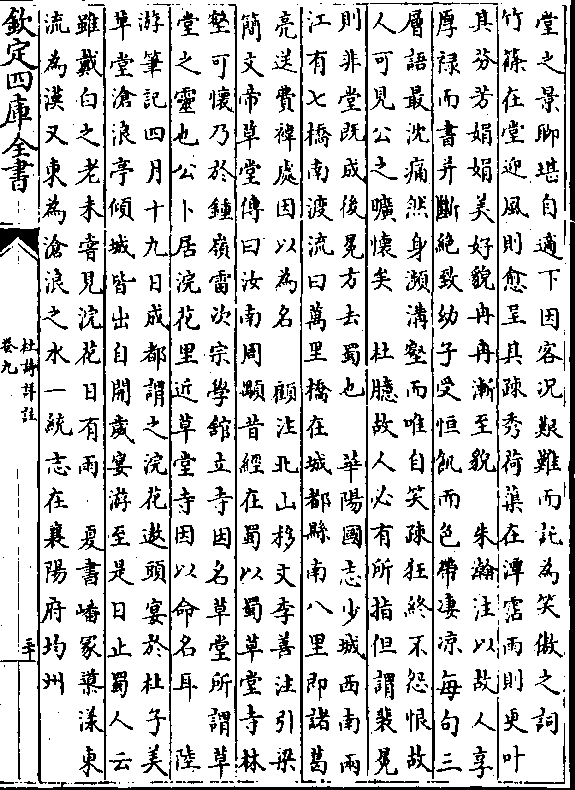 堂之景聊堪自適下因客况艱難而託為笑傲之詞
竹篠在堂迎風則愈呈其疎秀荷蕖在潭霑雨則更叶
其芬芳娟娟美好貌冉冉漸至貌　朱瀚注以故人享
厚禄而書并斷絶致幼子受恒飢而色帶凄凉每句三
層語最沈痛然身瀕溝壑而唯自笑疎狂終不怨恨故
人可見公之曠懷矣　杜臆故人必有所指但謂裴冕
則非堂既成後冕方去蜀也　華陽國志少城西南兩
江有七橋南渡流曰萬里橋在城都縣南八里即諸葛
亮送費禕處因以為名　顧注北山移文李善注引梁
簡文帝草堂傳曰汝南周顒昔經在蜀以蜀草堂寺林
壑可懷乃於鍾嶺雷次宗學館立寺因名草堂所謂草
堂之靈也公卜居浣花里近草堂寺因以命名耳　陸
游筆記四月十九日成都謂之浣花遨頭宴於杜子美
草堂滄浪亭傾城皆出自開歲宴游至是日止蜀人云
雖戴白之老未嘗見浣花日有雨　夏書嶓冢𣾰漾東
流為漢又東為滄浪之水一統志在襄陽府均州
欽定四庫全書
杜詩詳註
卷九
二十